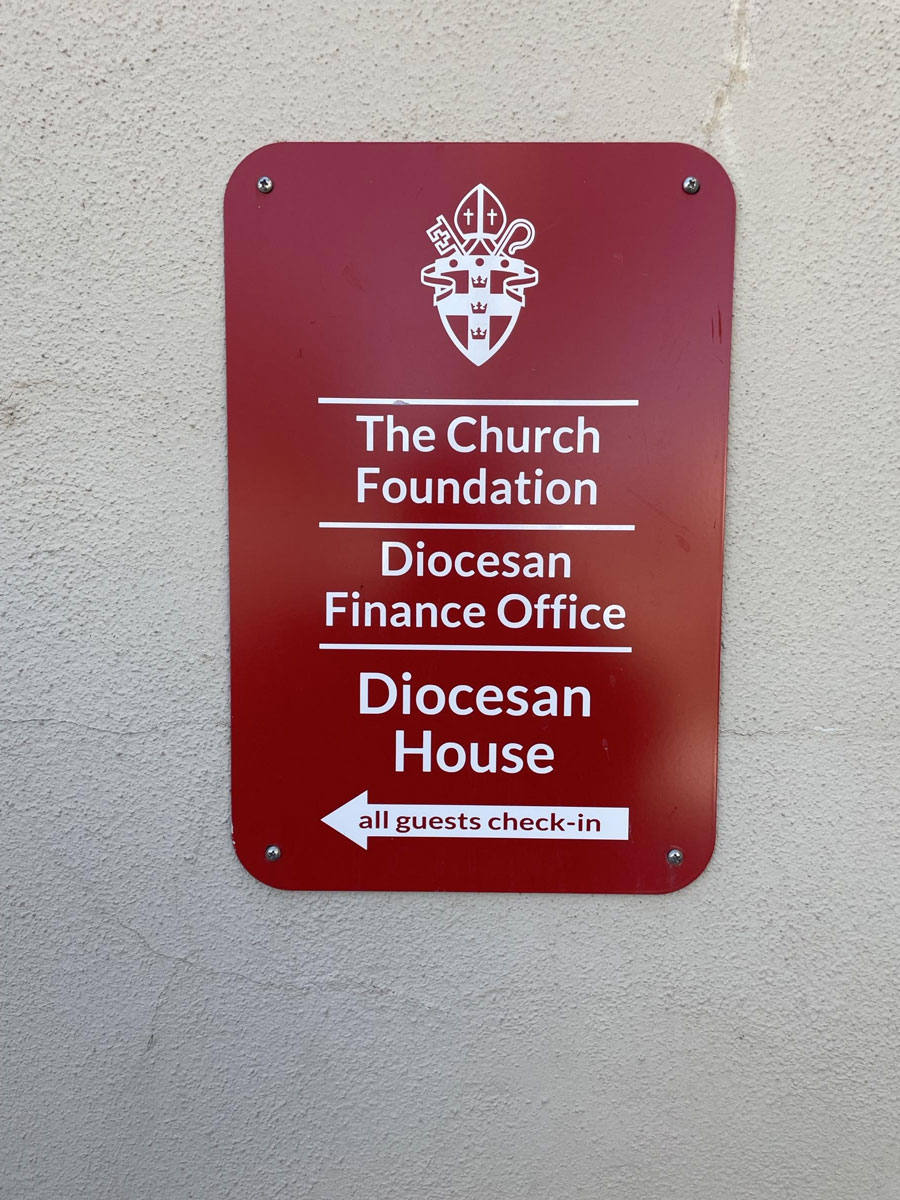 The Church
Foundation
Diocesan
Finance Office
Diocesan
House
all guests check-in